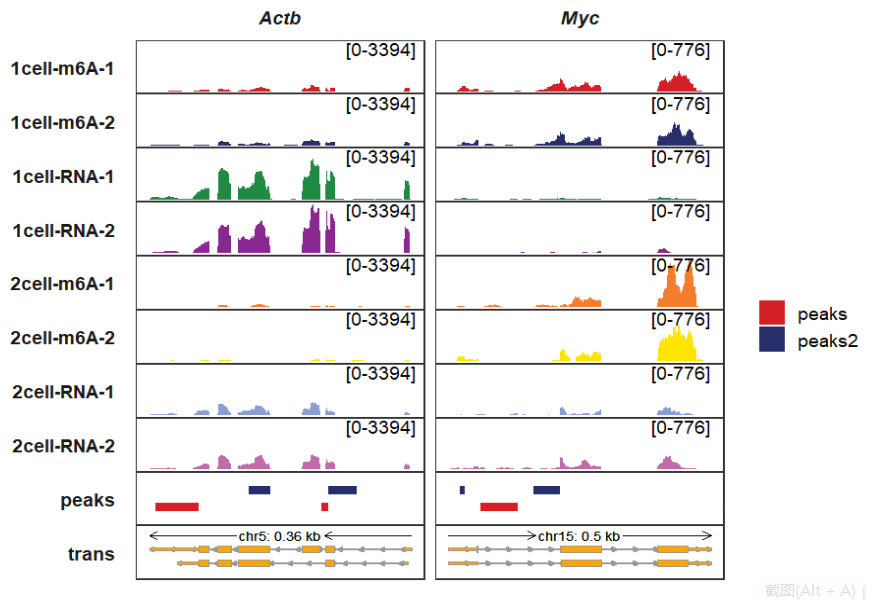 Actb Myc
1cell-m6A-1 [0-3394] [0-776]
1cell-m6A-2 [0-3394] [0-776]
1cell-RNA-1 [0-3394] [0-776]
1cell-RNA-2 [0-3394] [0-776]
2cell-m6A-1 [0-3394] [0-776]
2cell-m6A-2 [0-3394] [0-776]
2cell-RNA-1 [0-3394] [0-776]
2cell-RNA-2 [0-3394] [0-776]
peaks
trans chr5: 0.36 kb chr15: 0.5 kb
peaks
peaks2
截图(Alt + A)